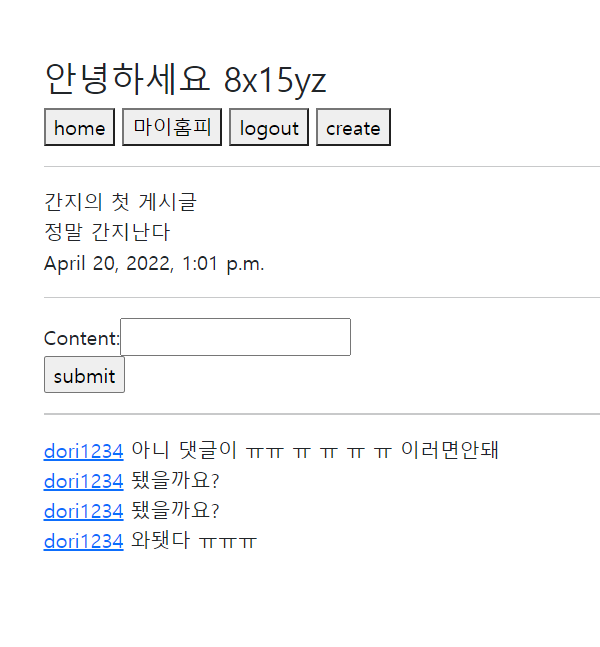 안녕하세요 8x15yz
home 마이홈피 logout create
간지의 첫 게시글
정말 간지난다
April 20, 2022, 1:01 p.m.
Content:
submit
dori1234 아니 댓글이 ㅠㅠ ㅠ ㅠ ㅠ ㅠ 이러면안돼
dori1234 됐을까요?
dori1234 됐을까요?
dori1234 와됏다 ㅠㅠㅠ